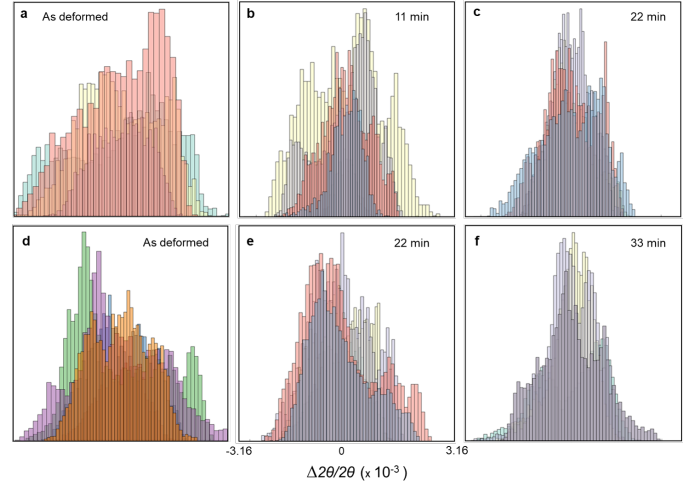 a As deformed
b 11 min
c 22 min
d As deformed
e 22 min
f 33 min
-3.16 0 3.16
Δ2θ/2θ (x 10⁻³)